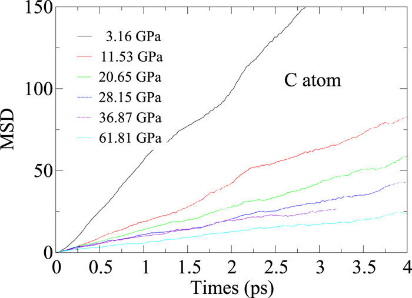 150
100
50
0
MSD
3.16 GPa
11.53 GPa
20.65 GPa
28.15 GPa
36.87 GPa
61.81 GPa
C atom
0 0.5 1 1.5 2 2.5 3 3.5 4
Times (ps)